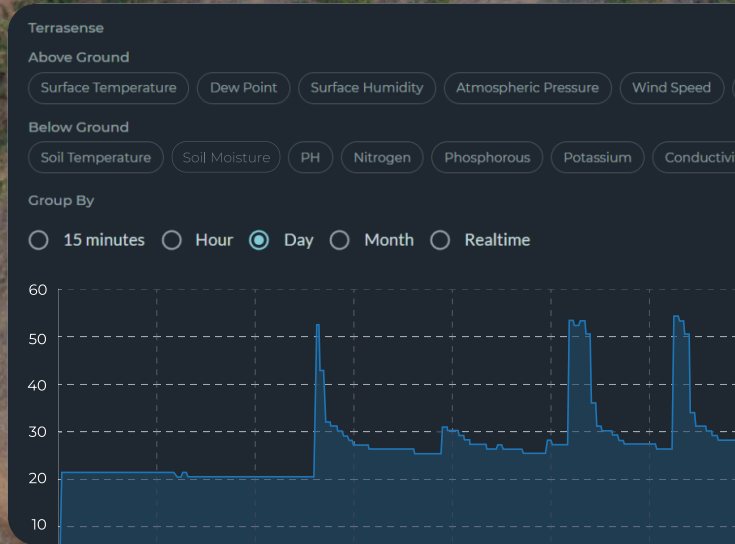 Terrasense
Above Ground
Surface Temperature Dew Point Surface Humidity Atmospheric Pressure Wind Speed
Below Ground
Soil Temperature Soil Moisture PH Nitrogen Phosphorous Potassium Conductivi
Group By
15 minutes Hour Day Month Realtime
60
50
40
30
20
10